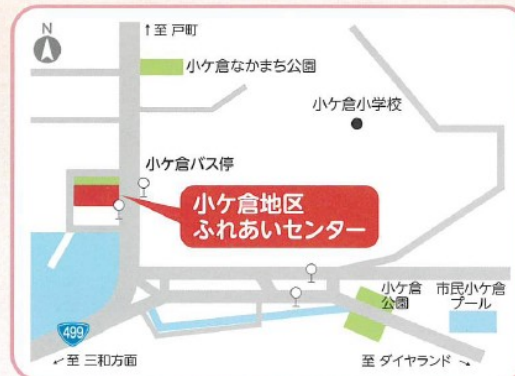 N
↑至 戸町
小ケ倉なかまち公園
小ケ倉小学校
小ケ倉バス停
小ケ倉地区
ふれあいセンター
小ケ倉
公園
市民小ケ倉
プール
499
←至 三和方面
至 ダイヤランド→